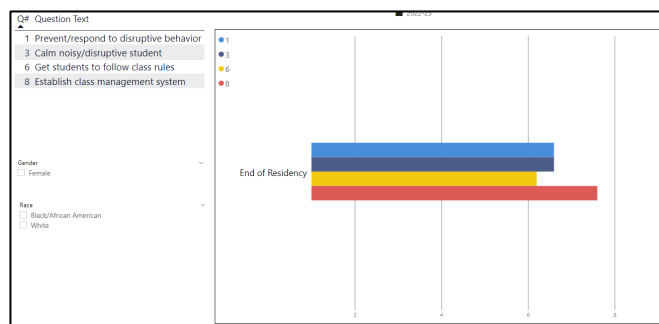 2022-23
Q# Question Text
1 Prevent/respond to disruptive behavior
3 Calm noisy/disruptive student
6 Get students to follow class rules
8 Establish class management system
1
3
6
8
Gender
Female
Race
Black/African American
White
End of Residency
2 4 6 8